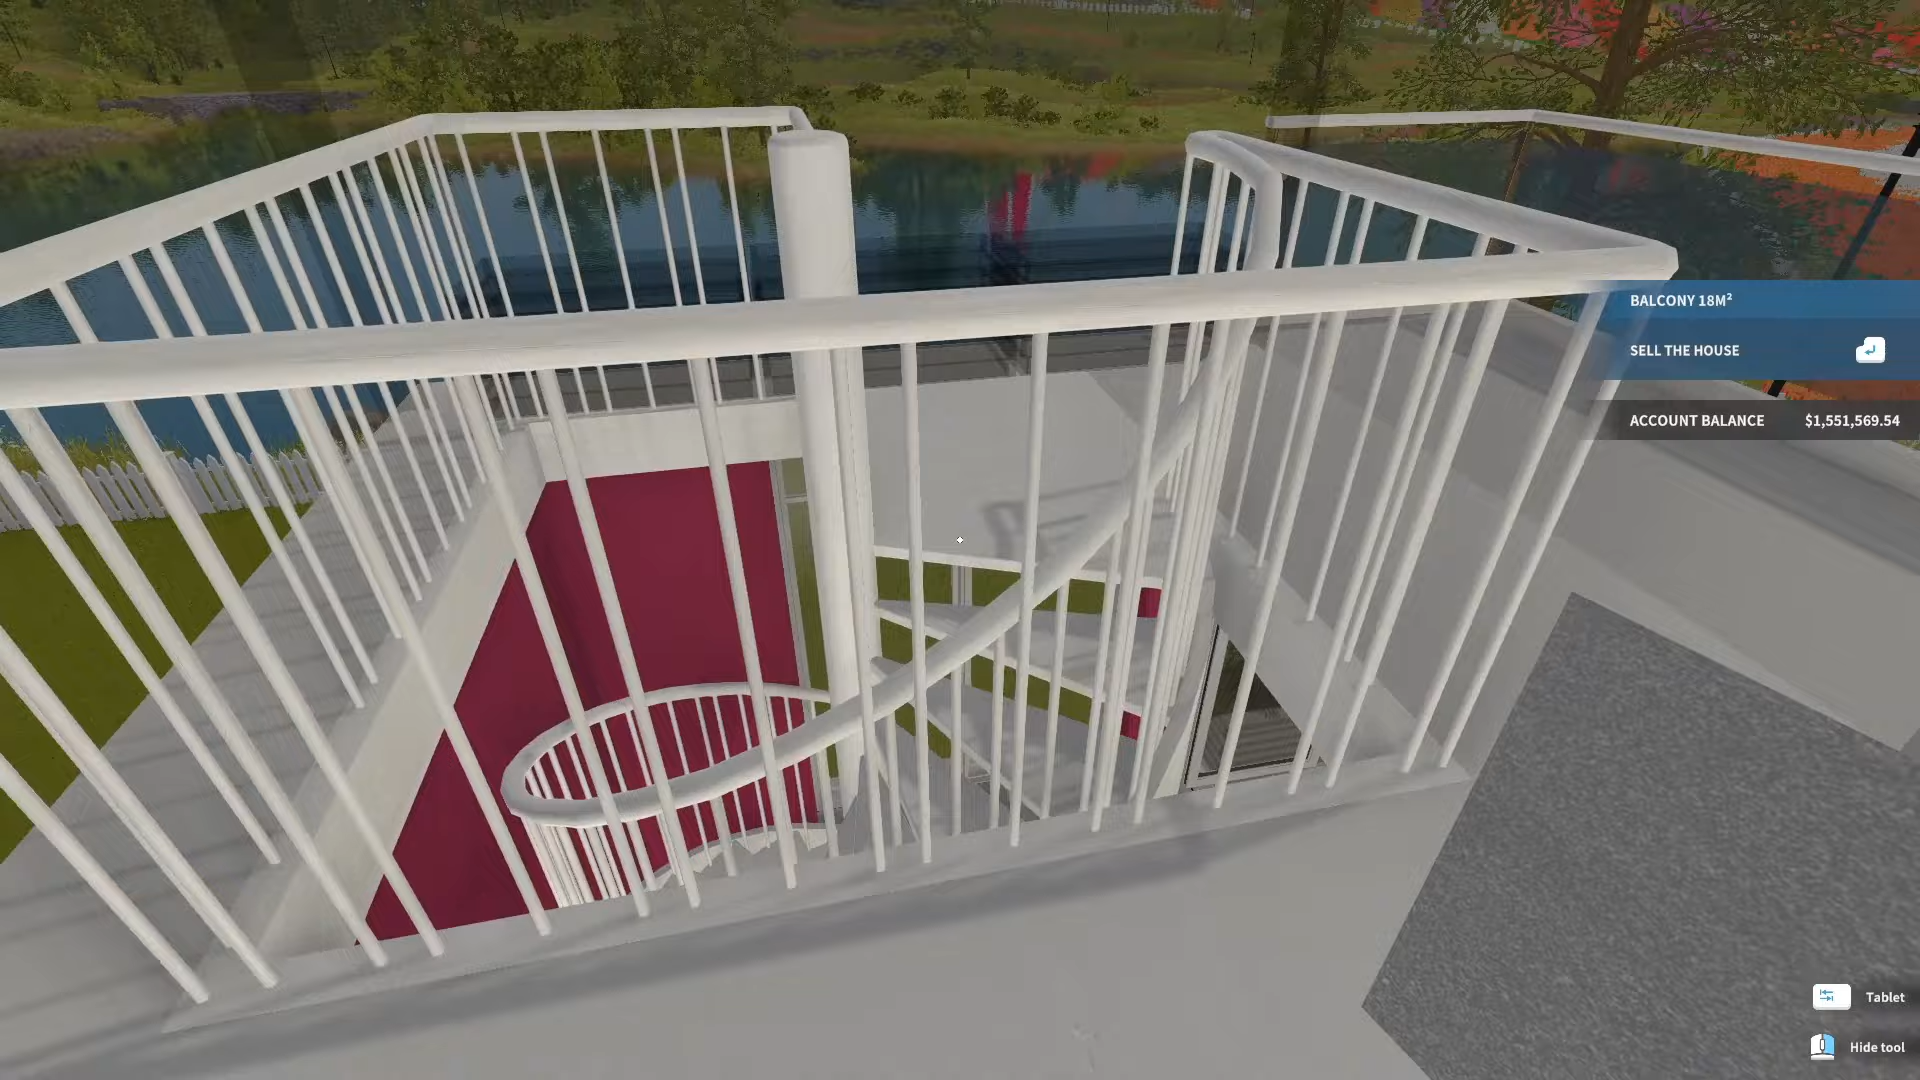 BALCONY 18M²
SELL THE HOUSE
ACCOUNT BALANCE $1,551,569.54
Tablet
Hide tool